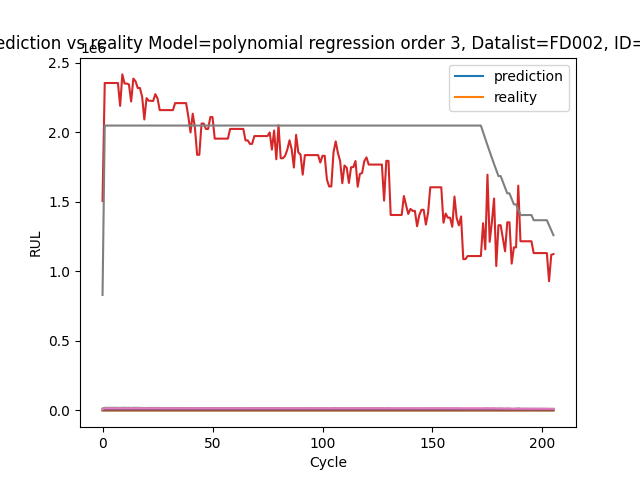 ediction vs reality Model=polynomial regression order 3, Datalist=FD002, ID=
1e6
prediction
reality
RUL
2.5
2.0
1.5
1.0
0.5
0.0
0 50 100 150 200
Cycle